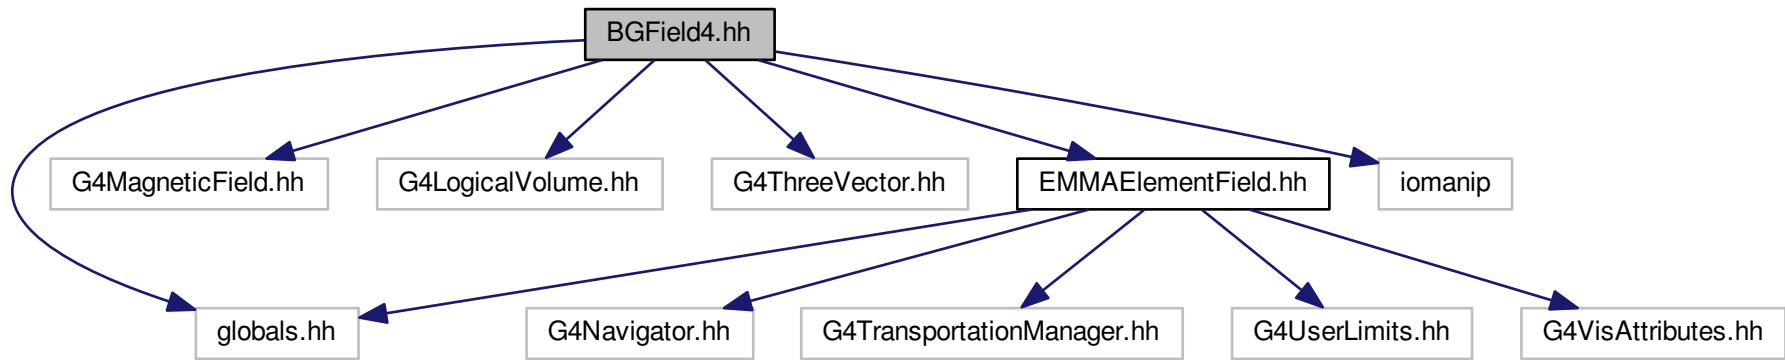 BGField4.hh
G4MagneticField.hh
G4LogicalVolume.hh
G4ThreeVector.hh
EMMAElementField.hh
iomanip
globals.hh
G4Navigator.hh
G4TransportationManager.hh
G4UserLimits.hh
G4VisAttributes.hh